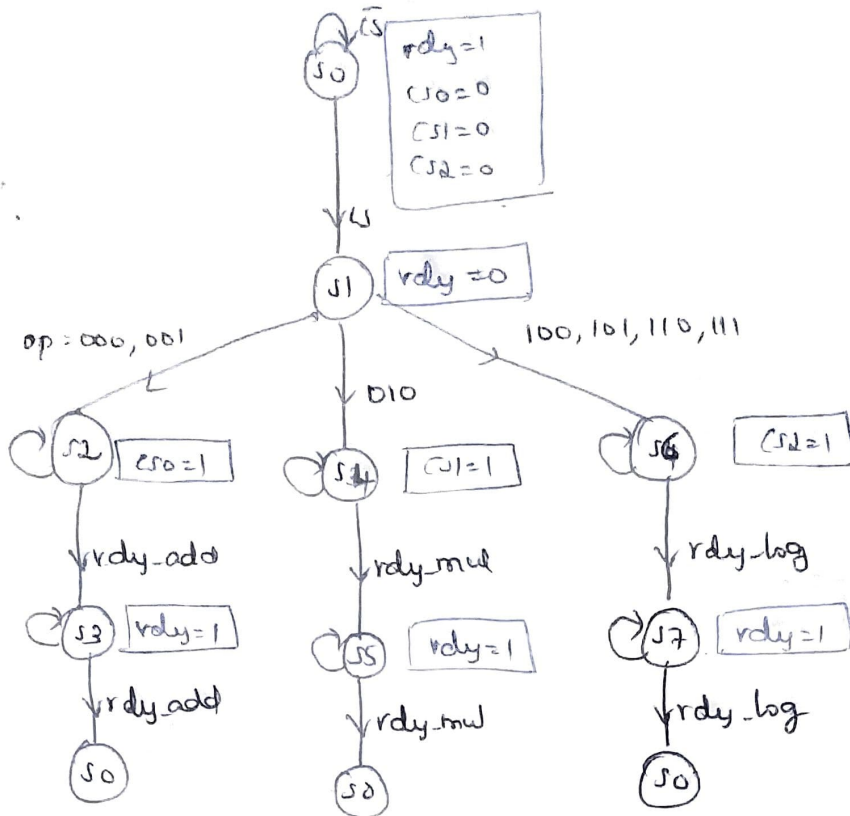 C̅S̅
S0
rdy=1
CS0=0
CS1=0
CS2=0
CS
S1
rdy=0
op=000,001
100,101,110,111
010
S2
CS0=1
S4
CS1=1
S6
CS2=1
rdy_add
rdy_mul
rdy_log
S3
rdy=1
S5
rdy=1
S7
rdy=1
rdy_add
rdy_mul
rdy_log
S0
S0
S0